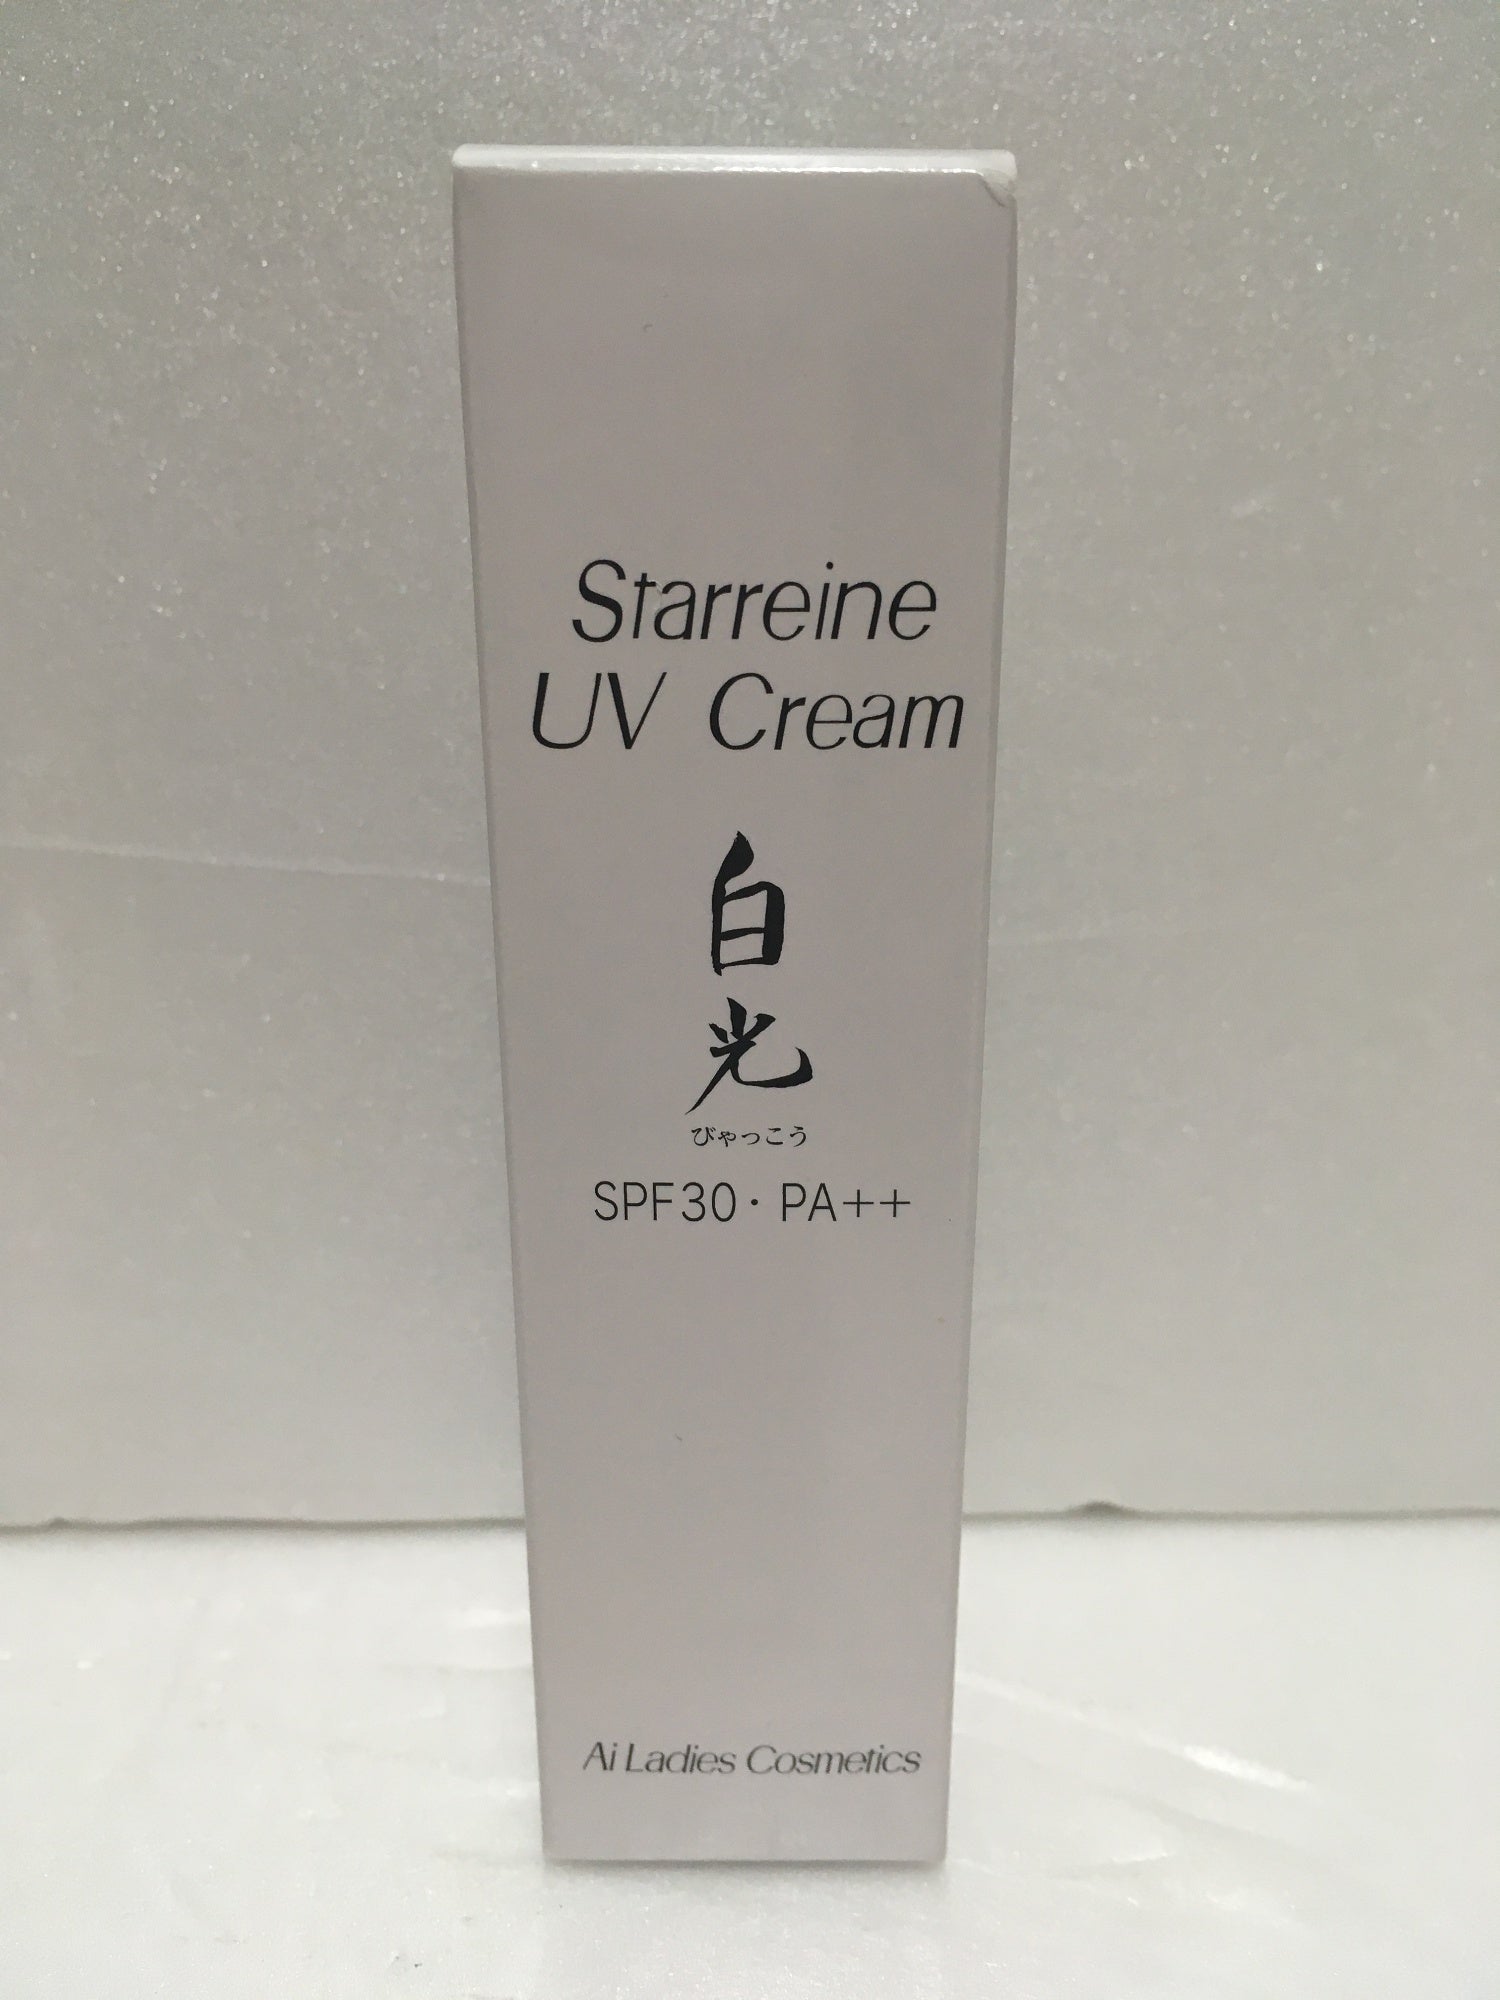 Starreine
UV Cream
白光
びゃっこう
SPF30・PA++
Ai Ladies Cosmetics